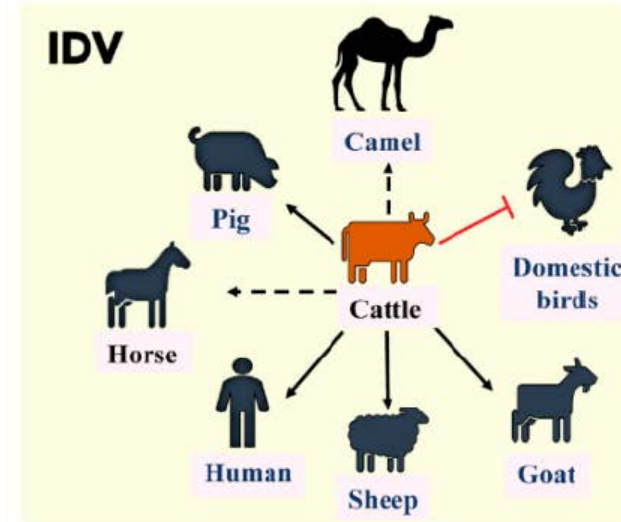 IDV
Camel
Pig
Domestic
birds
Cattle
Horse
Human
Sheep
Goat